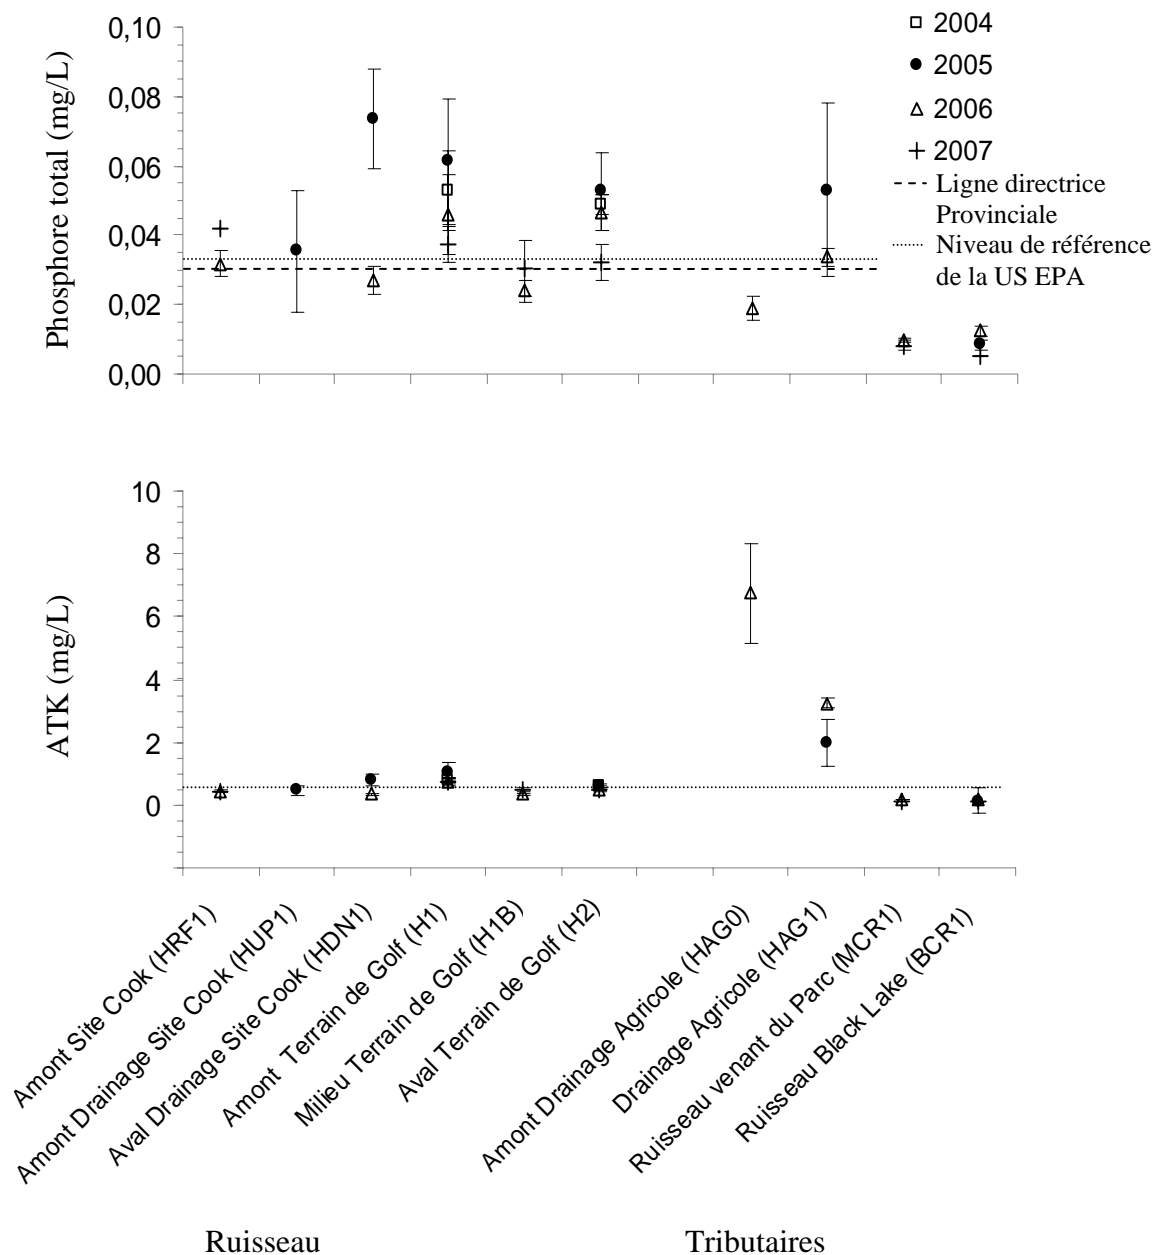 0,10
0,08
0,06
0,04
0,02
0,00
Phosphore total (mg/L)
2004
2005
2006
2007
Ligne directrice
Provinciale
Niveau de référence
de la US EPA
10
8
6
4
2
0
ATK (mg/L)
Amont Site Cook (HRF1)
Amont Drainage Site Cook (HUP1)
Aval Drainage Site Cook (HDN1)
Amont Terrain de Golf (H1)
Milieu Terrain de Golf (H1B)
Aval Terrain de Golf (H2)
Amont Drainage Agricole (HAG0)
Drainage Agricole (HAG1)
Ruisseau venant du Parc (MCR1)
Ruisseau Black Lake (BCR1)
Ruisseau
Tributaires